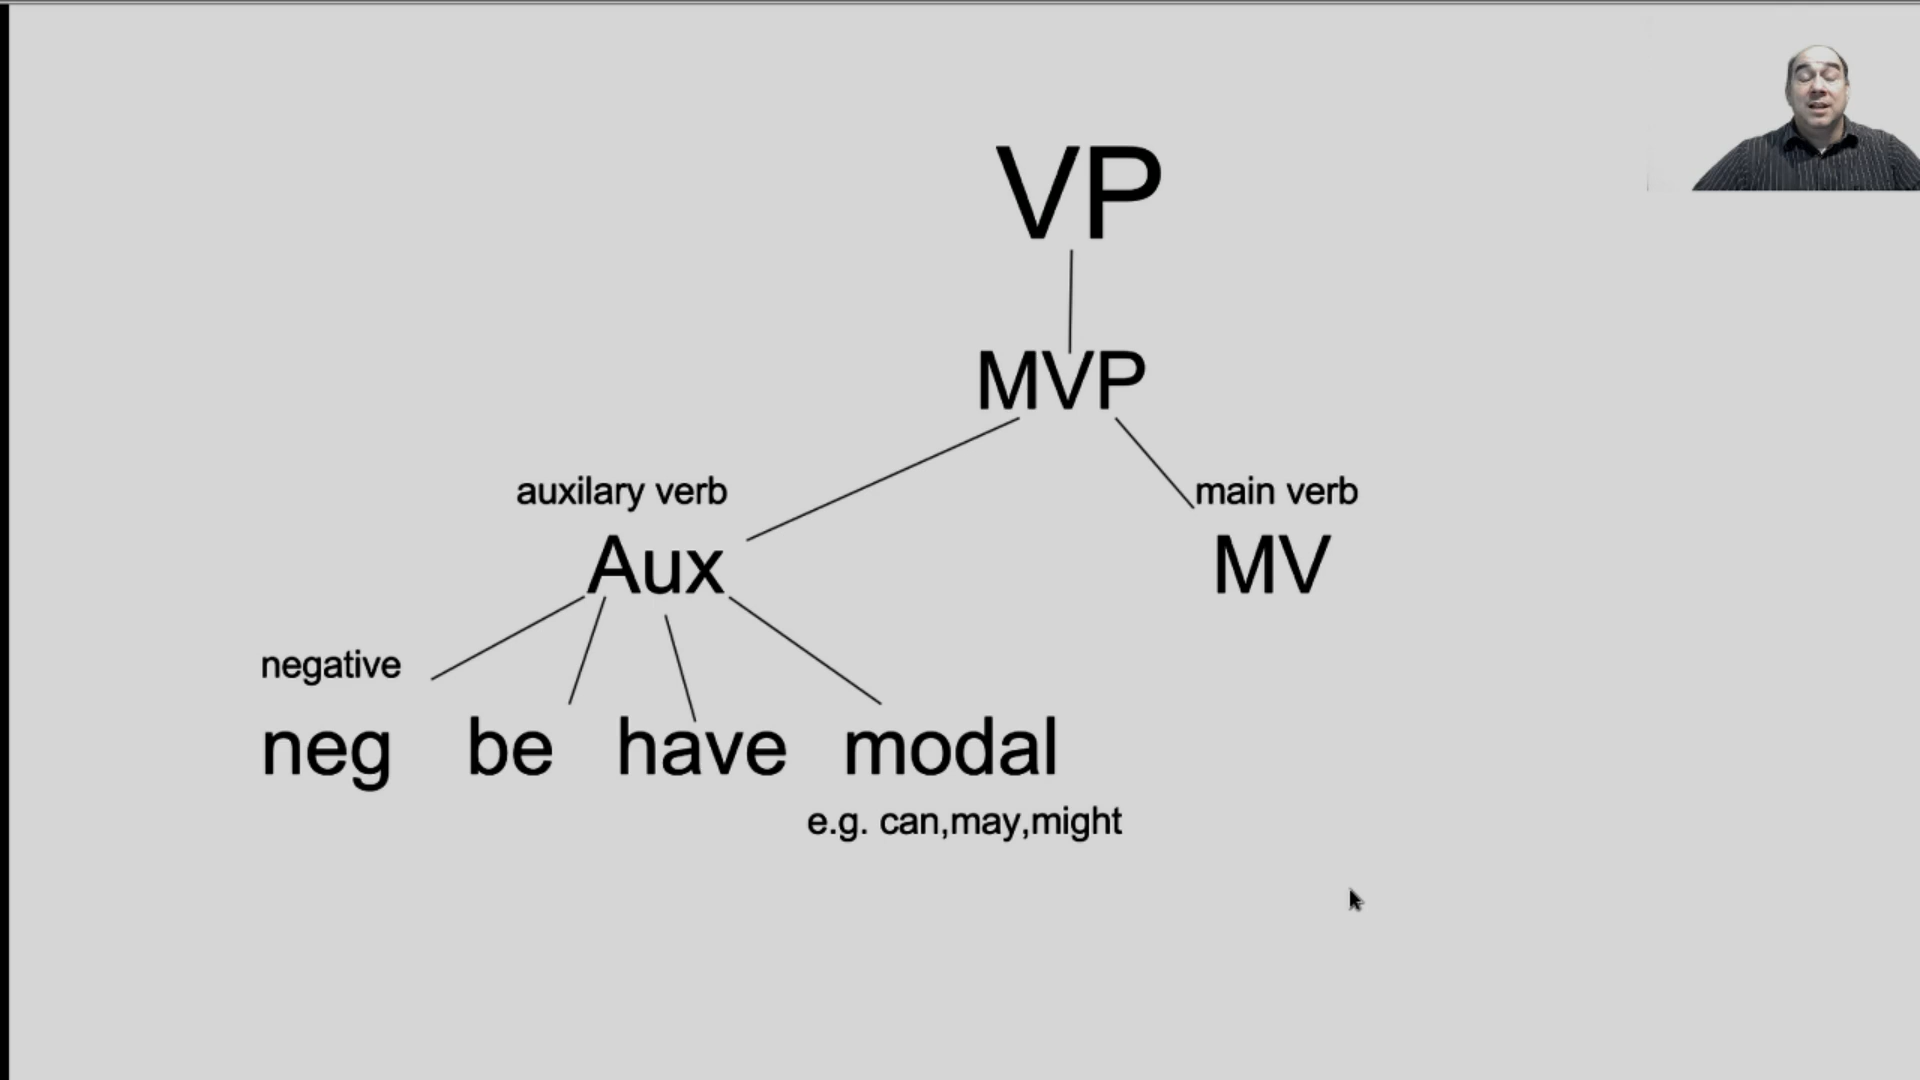 VP
MVP
auxilary verb
main verb
Aux
MV
negative
neg be have modal
e.g. can,may,might